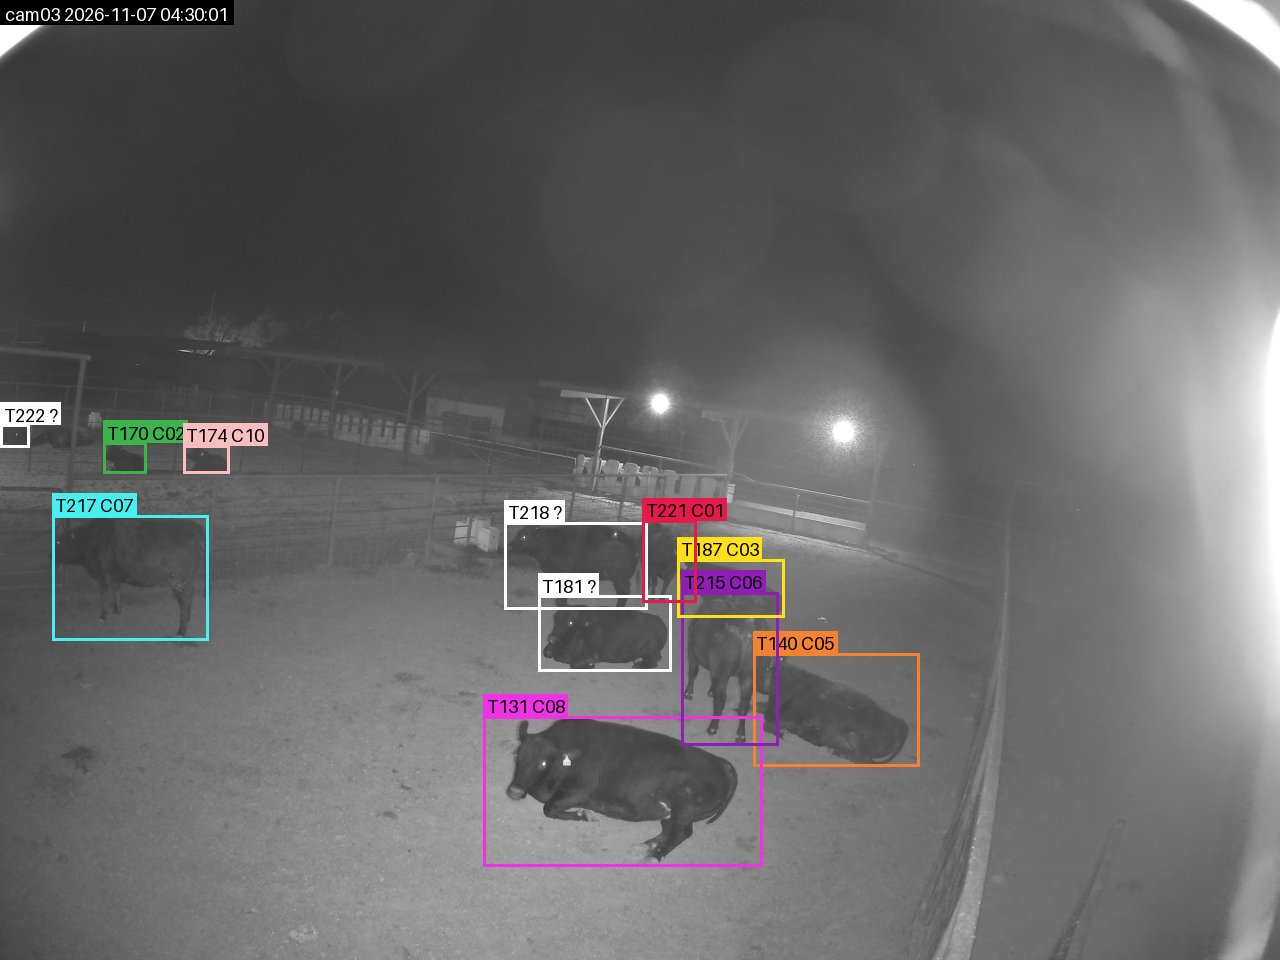 cam03 2026-11-07 04:30:01
T222 ?
T170 C02
T174 C10
T217 C07
T218 ?
T221 C01
T187 C03
T181 ?
T215 C06
T140 C05
T131 C08